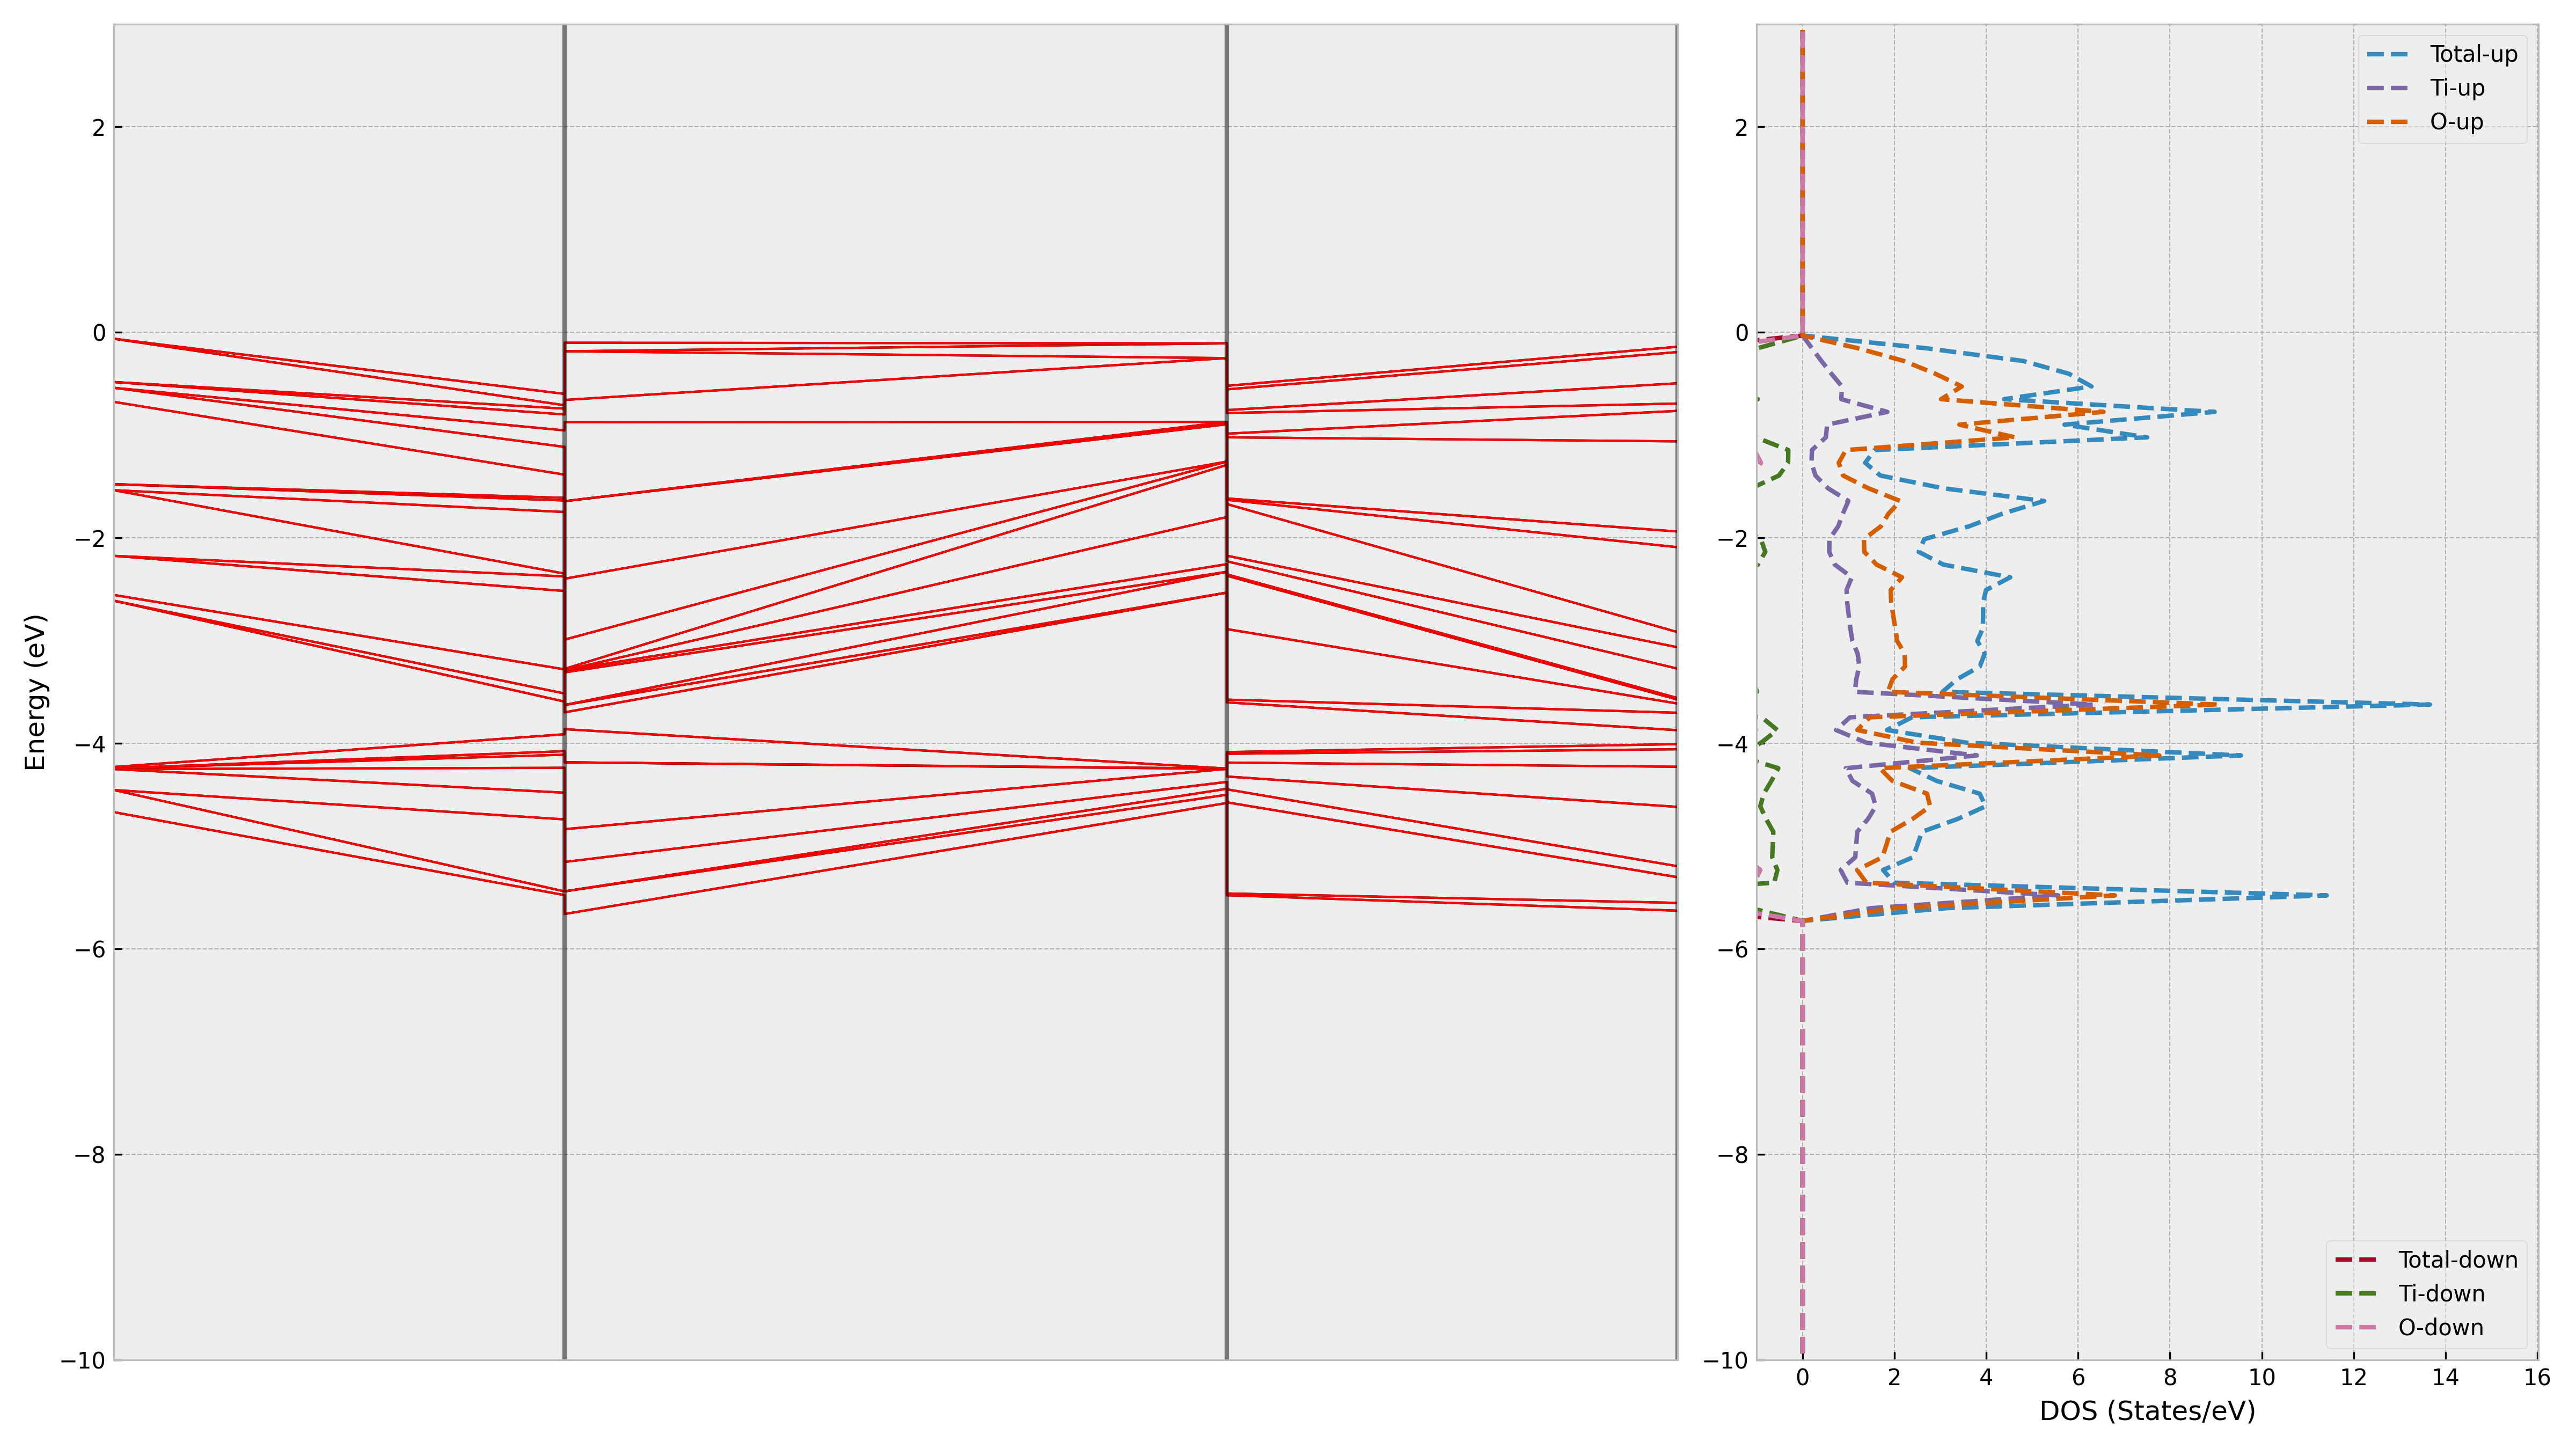 Energy (eV)
2
0
−2
−4
−6
−8
−10
2
0
−2
−4
−6
−8
−10
Total-up
Ti-up
O-up
Total-down
Ti-down
O-down
0 2 4 6 8 10 12 14 16
DOS (States/eV)